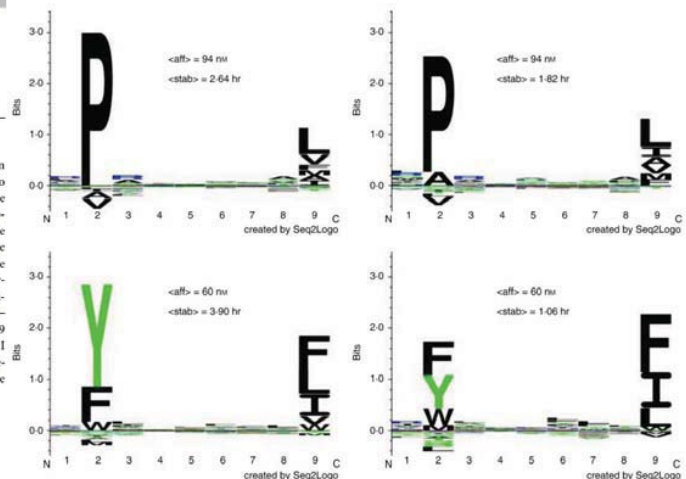 3·0
2·0
1·0
0·0
Bits
P
L
V
<aff> = 94 nM
<stab> = 2·64 hr
N 1 2 3 4 5 6 7 8 9 C
created by Seq2Logo
3·0
2·0
1·0
0·0
Bits
P
A
V
L
I
<aff> = 94 nM
<stab> = 1·82 hr
N 1 2 3 4 5 6 7 8 9 C
created by Seq2Logo
3·0
2·0
1·0
0·0
Bits
Y
F
W
F
L
I
<aff> = 60 nM
<stab> = 3·90 hr
N 1 2 3 4 5 6 7 8 9 C
created by Seq2Logo
3·0
2·0
1·0
0·0
Bits
F
Y
W
F
I
L
<aff> = 60 nM
<stab> = 1·06 hr
N 1 2 3 4 5 6 7 8 9 C
created by Seq2Logo